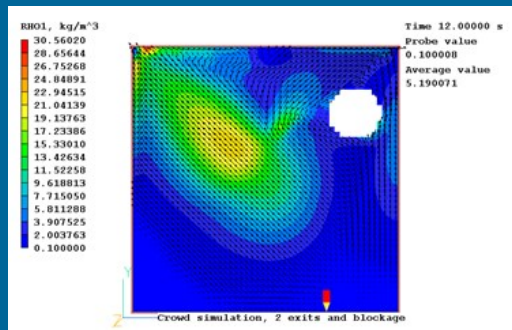 RHO1, kg/m^3
30.56020
28.65644
26.75268
24.84891
22.94515
21.04139
19.13763
17.23386
15.33010
13.42634
11.52258
9.618813
7.715050
5.811288
3.907525
2.003763
0.100000
Time 12.00000 s
Probe value
0.100008
Average value
5.190071
Y
Z
Crowd simulation, 2 exits and blockage